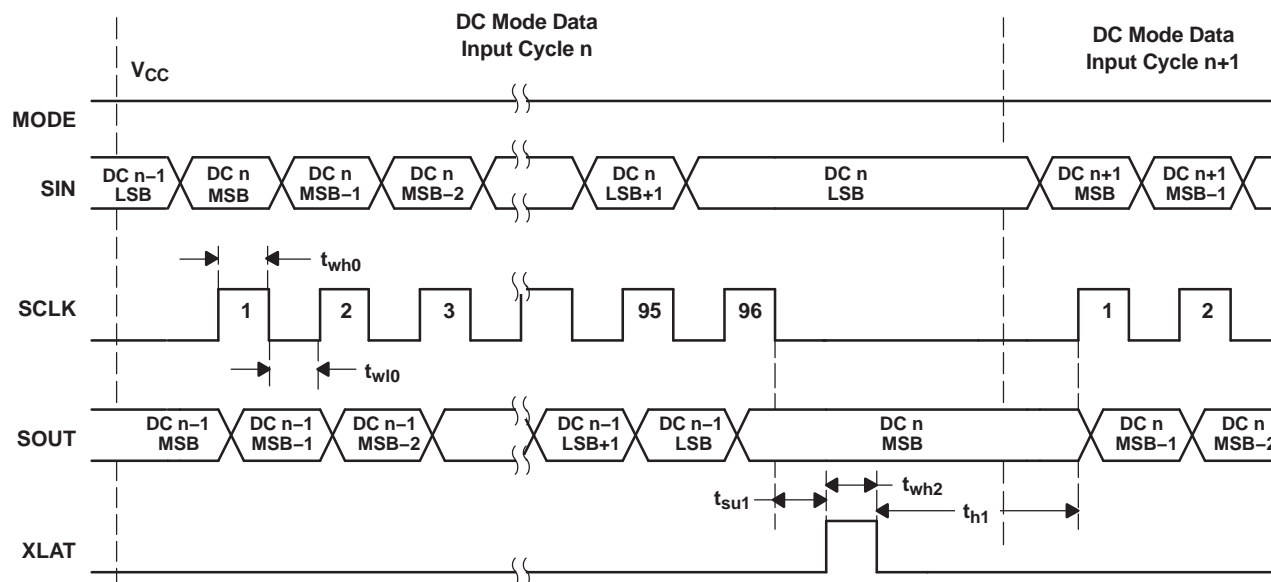 DC Mode Data
Input Cycle n
DC Mode Data
Input Cycle n+1
VCC
MODE
SIN
DC n–1
LSB
DC n
MSB
DC n
MSB–1
DC n
MSB–2
DC n
LSB+1
DC n
LSB
DC n+1
MSB
DC n+1
MSB–1
twh0
SCLK
1
2
3
95
96
1
2
twl0
SOUT
DC n–1
MSB
DC n–1
MSB–1
DC n–1
MSB–2
DC n–1
LSB+1
DC n–1
LSB
DC n
MSB
DC n
MSB–1
DC n
MSB–2
tsu1
twh2
th1
XLAT